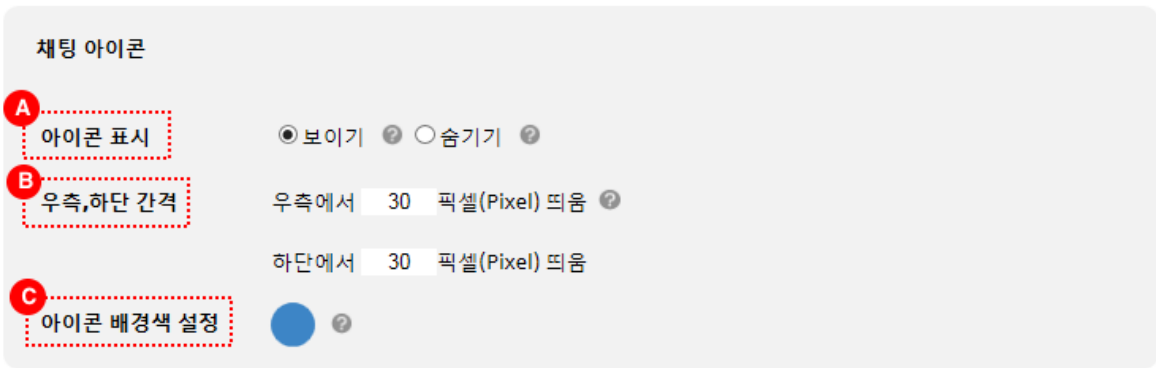 채팅 아이콘
A
아이콘 표시 보이기 ? 숨기기 ?
B
우측,하단 간격 우측에서 30 픽셀(Pixel) 띄움 ?
하단에서 30 픽셀(Pixel) 띄움
C
아이콘 배경색 설정 ?